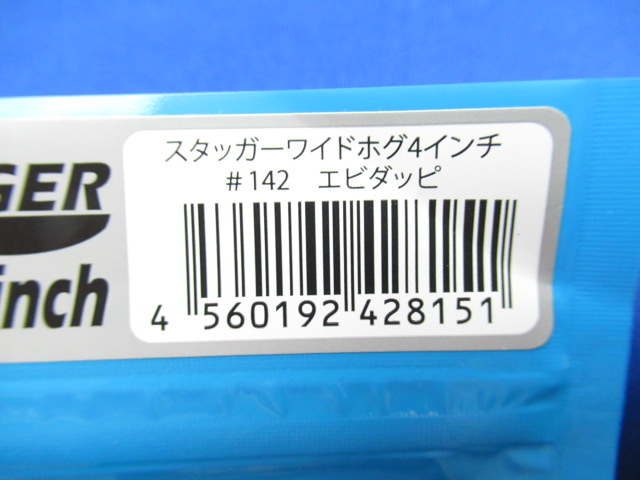 スタッガーワイドホグ4インチ
#142 エビダッピ
GER
inch
4 560192 428151